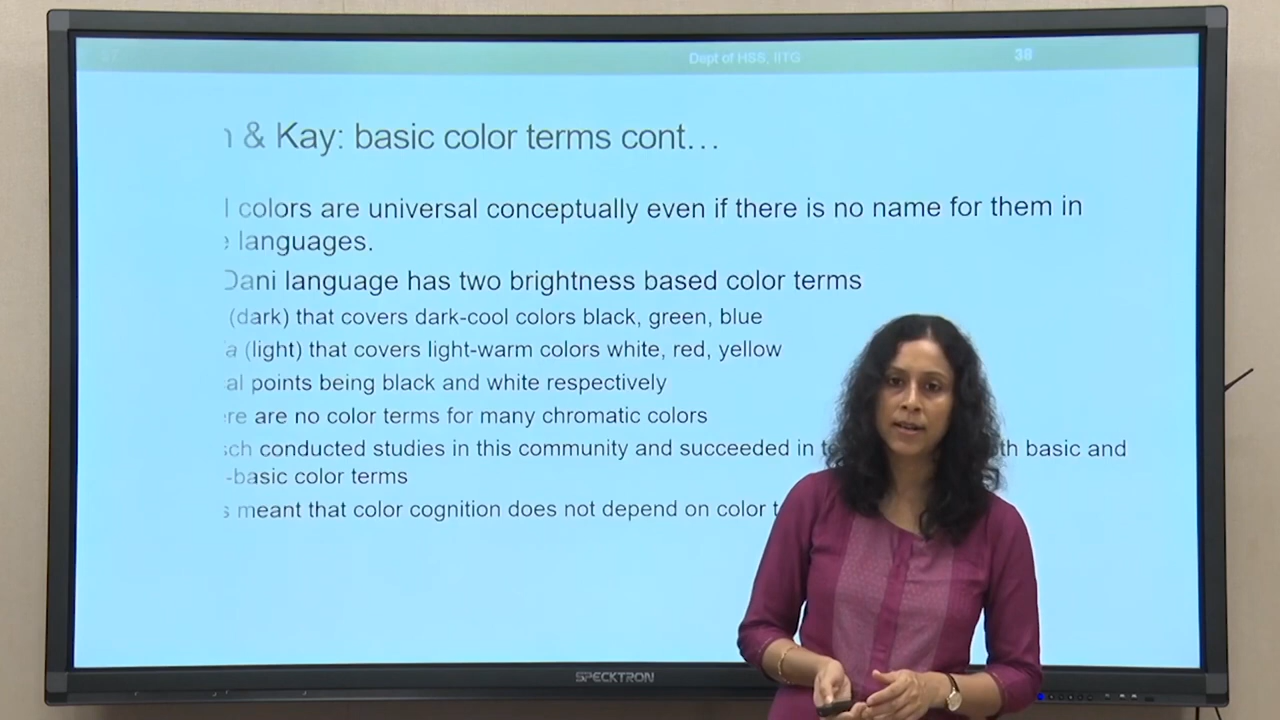 37 Dept of HSS, IITG 38
& Kay: basic color terms cont…
colors are universal conceptually even if there is no name for them in
languages.
Dani language has two brightness based color terms
(dark) that covers dark-cool colors black, green, blue
a (light) that covers light-warm colors white, red, yellow
al points being black and white respectively
re are no color terms for many chromatic colors
sch conducted studies in this community and succeeded in th basic and
-basic color terms
s meant that color cognition does not depend on color
SPECKTRON